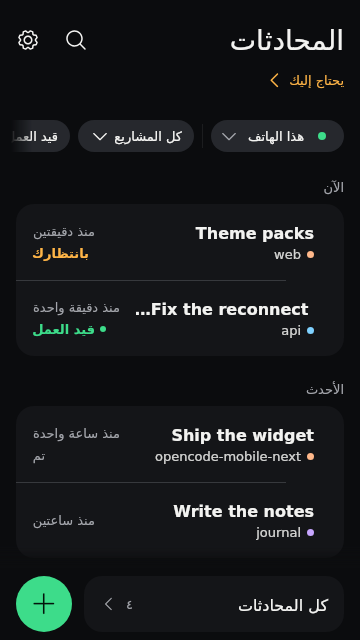 المحادثات
يحتاج إليك
هذا الهاتف
كل المشاريع
قيد العمل
الآن
Theme packs
منذ دقيقتين
web
بانتظارك
Fix the reconnect…
منذ دقيقة واحدة
api
قيد العمل
الأحدث
Ship the widget
منذ ساعة واحدة
opencode-mobile-next
تم
Write the notes
منذ ساعتين
journal
كل المحادثات
٤